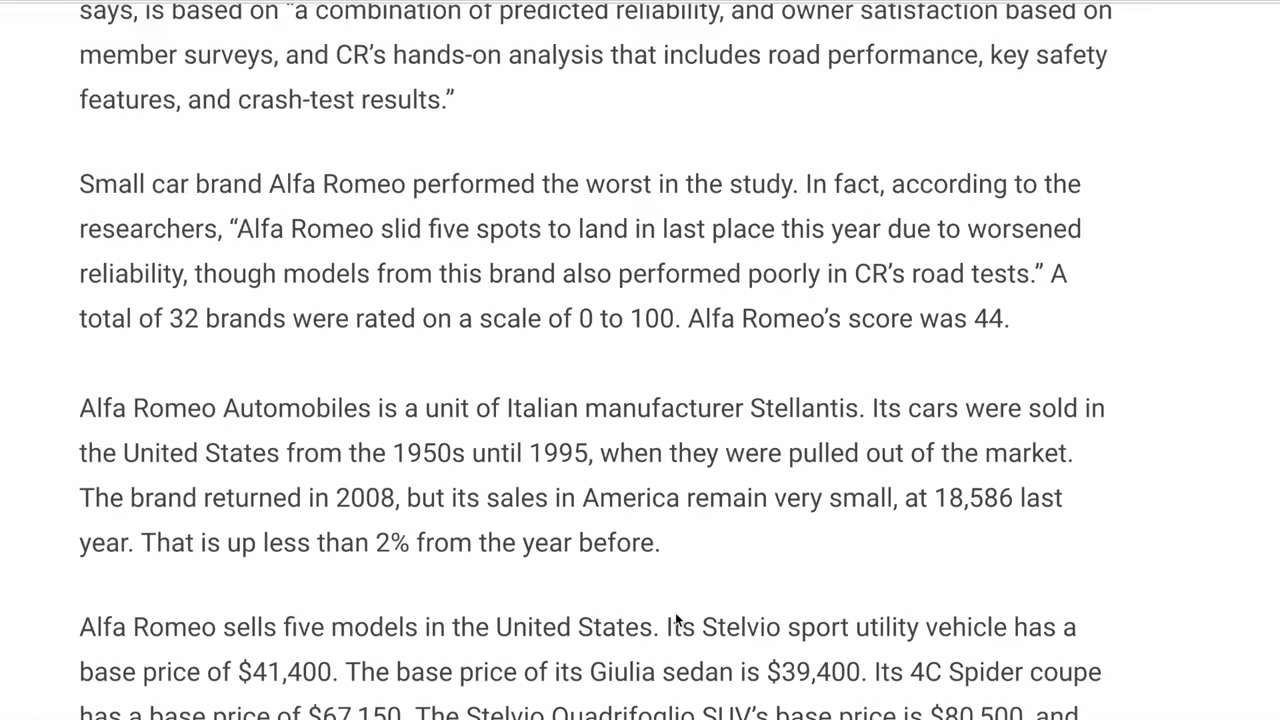 says, is based on “a combination of predicted reliability, and owner satisfaction based on
member surveys, and CR’s hands-on analysis that includes road performance, key safety
features, and crash-test results.”
Small car brand Alfa Romeo performed the worst in the study. In fact, according to the
researchers, “Alfa Romeo slid five spots to land in last place this year due to worsened
reliability, though models from this brand also performed poorly in CR’s road tests.” A
total of 32 brands were rated on a scale of 0 to 100. Alfa Romeo’s score was 44.
Alfa Romeo Automobiles is a unit of Italian manufacturer Stellantis. Its cars were sold in
the United States from the 1950s until 1995, when they were pulled out of the market.
The brand returned in 2008, but its sales in America remain very small, at 18,586 last
year. That is up less than 2% from the year before.
Alfa Romeo sells five models in the United States. Its Stelvio sport utility vehicle has a
base price of $41,400. The base price of its Giulia sedan is $39,400. Its 4C Spider coupe
has a base price of $67,150. The Stelvio Quadrifoglio SUV’s base price is $80,500, and